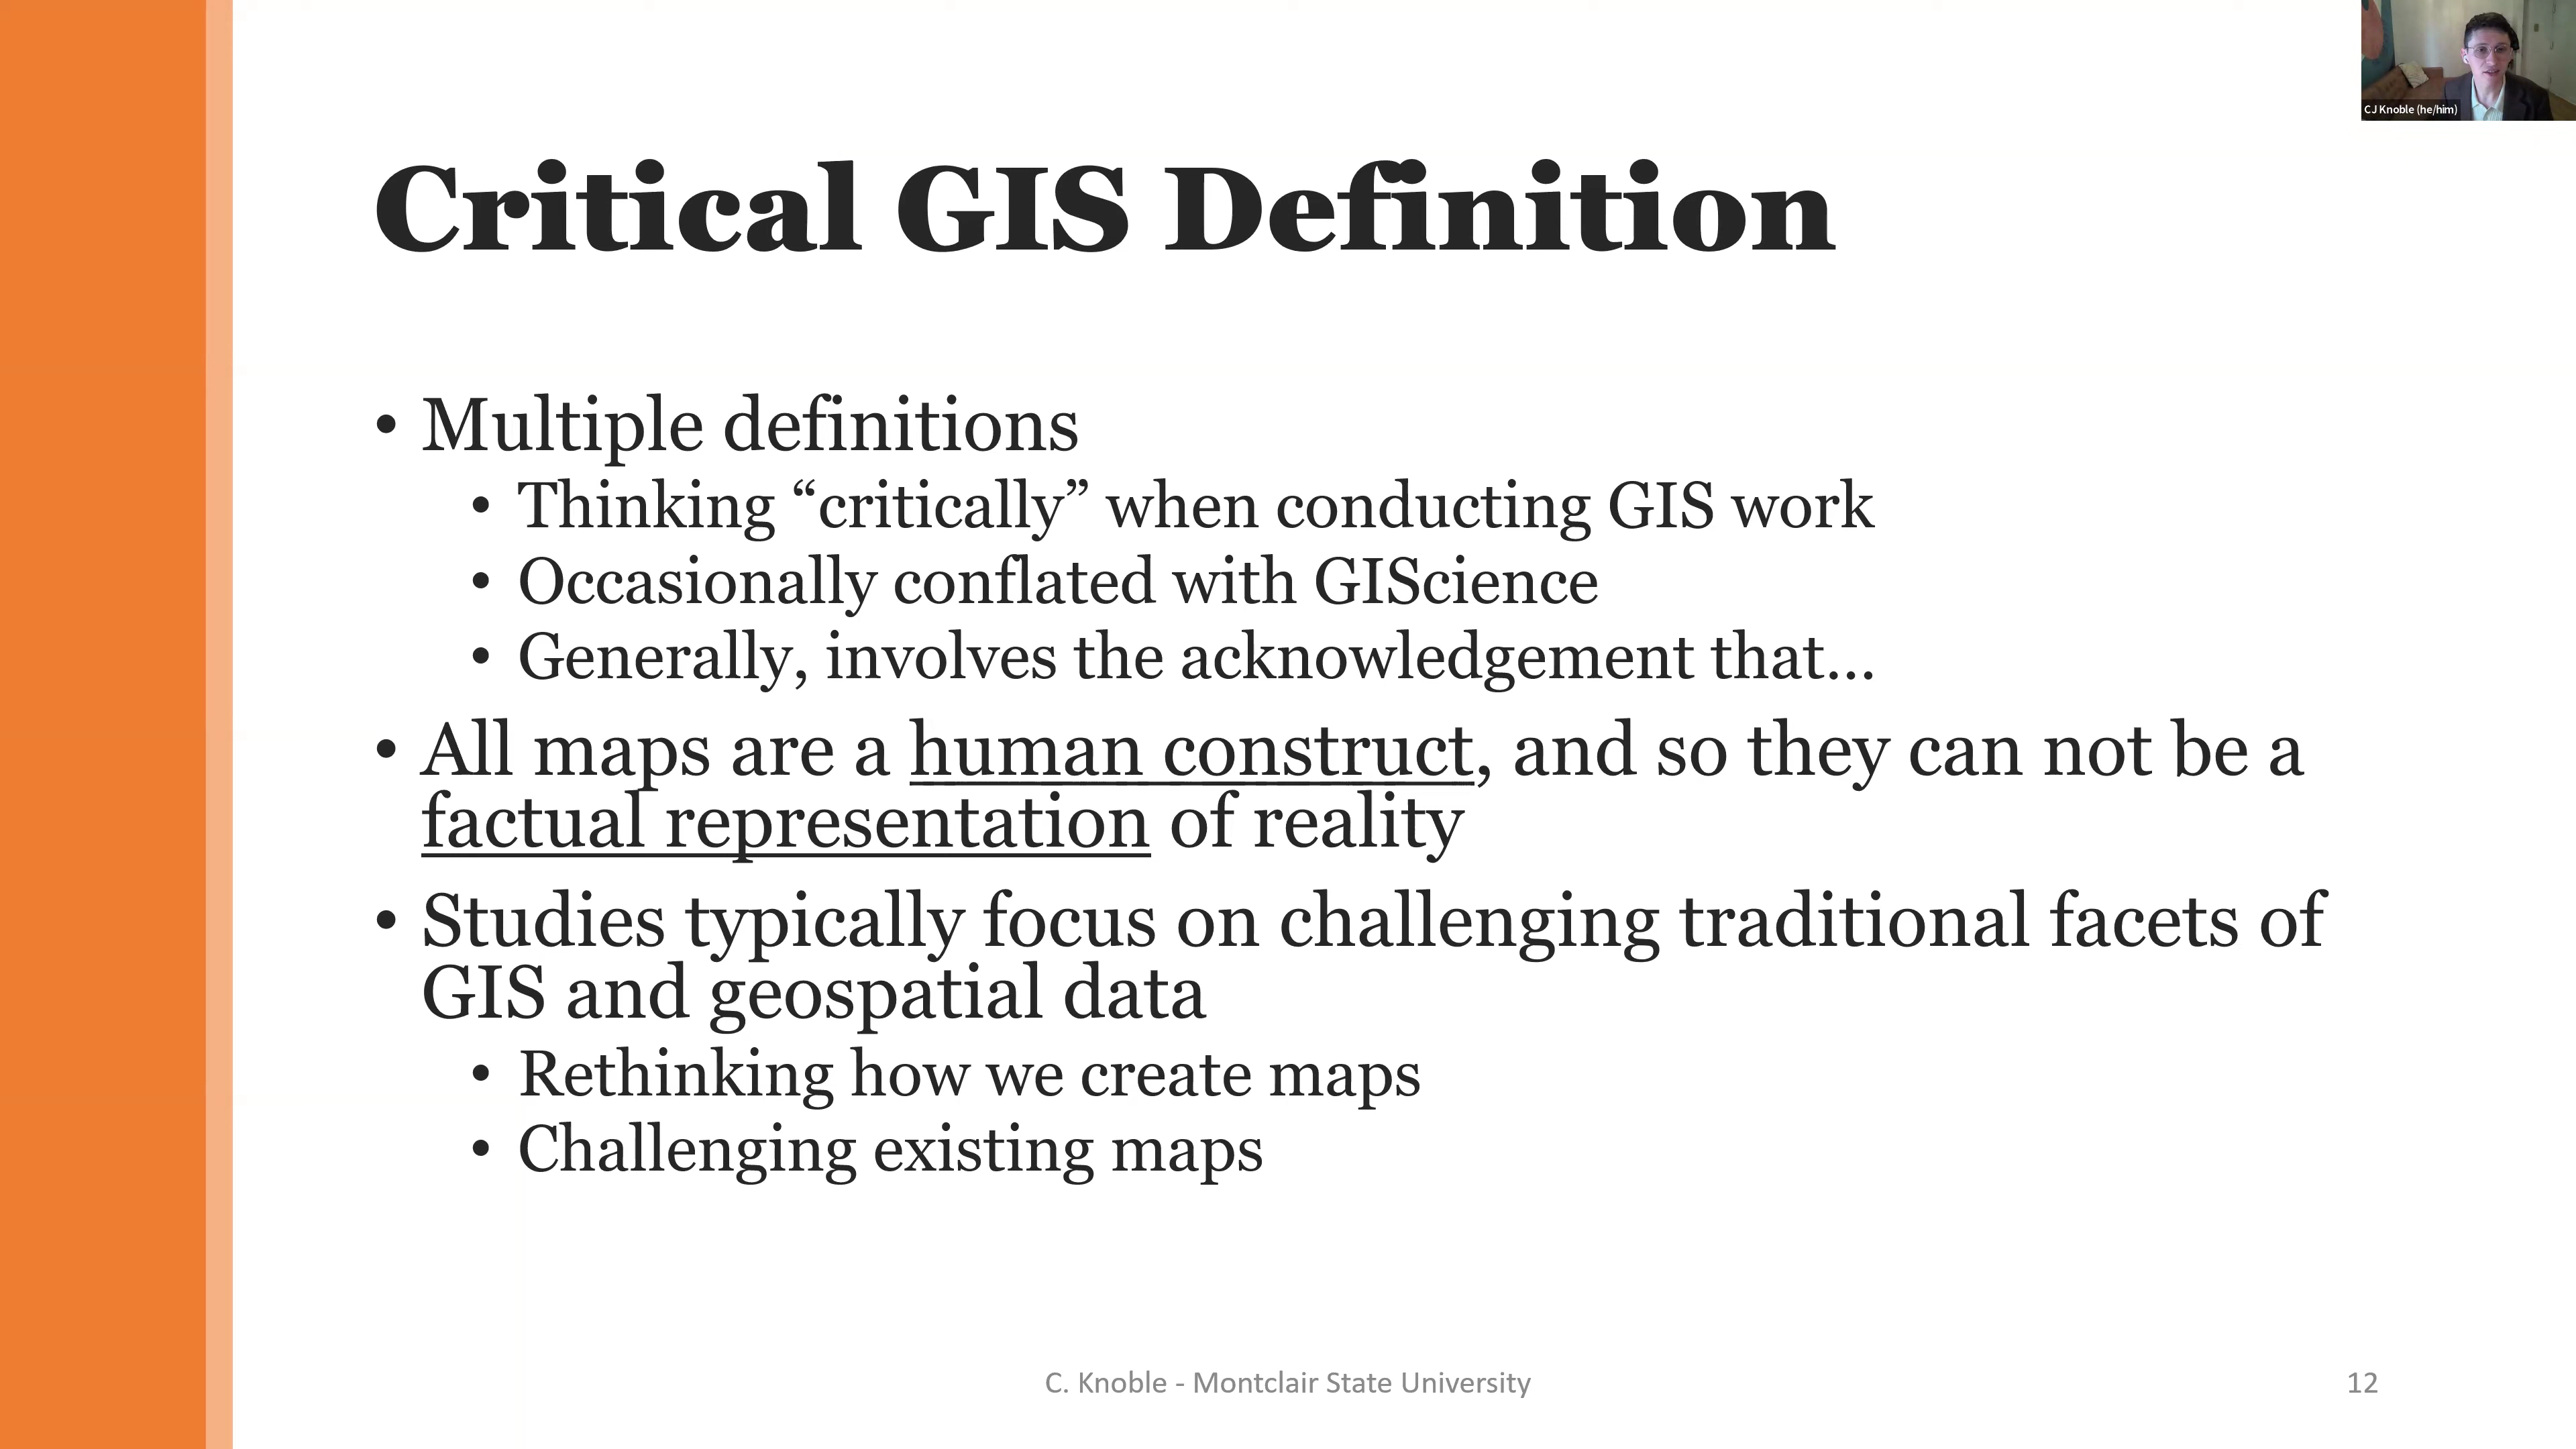 CJ Knoble (he/him)
Critical GIS Definition
• Multiple definitions
• Thinking “critically” when conducting GIS work
• Occasionally conflated with GIScience
• Generally, involves the acknowledgement that...
• All maps are a human construct, and so they can not be a
factual representation of reality
• Studies typically focus on challenging traditional facets of
GIS and geospatial data
• Rethinking how we create maps
• Challenging existing maps
C. Knoble - Montclair State University
12